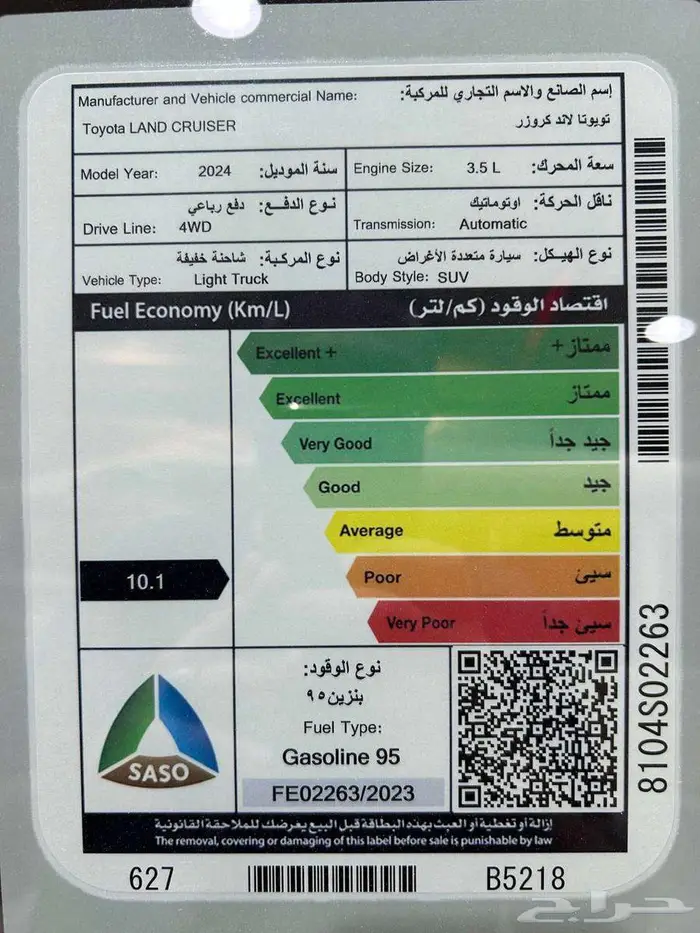 Manufacturer and Vehicle commercial Name: إسم الصانع والاسم التجاري للمركبة:
Toyota LAND CRUISER تويوتا لاند كروزر
Model Year: 2024 سنة الموديل:
Engine Size: 3.5 L سعة المحرك:
نوع الدفع: دفع رباعي
Drive Line: 4WD
ناقل الحركة: اوتوماتيك
Transmission: Automatic
نوع المركبة: شاحنة خفيفة
Vehicle Type: Light Truck
نوع الهيكل: سيارة متعددة الأغراض
Body Style: SUV
Fuel Economy (Km/L) اقتصاد الوقود (كم/لتر)
Excellent + ممتاز+
Excellent ممتاز
Very Good جيد جداً
Good جيد
Average متوسط
10.1
Poor سيئ
Very Poor سيئ جداً
SASO
نوع الوقود:
بنزين ٩٥
Fuel Type:
Gasoline 95
FE02263/2023
8104S02263
إزالة أو تغطية أو العبث بهذه البطاقة قبل البيع يعرضك للملاحقة القانونية
The removal, covering or damaging of this label before sale is punishable by law
627 B5218
حراج